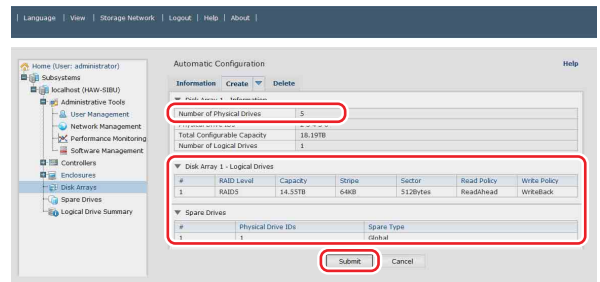 | Language | View | Storage Network | Logout | Help | About |
Home (User: administrator)
Subsystems
localhost (HAW-SIBU)
Administrative Tools
User Management
Network Management
Performance Monitoring
Software Management
Controllers
Enclosures
Disk Arrays
Spare Drives
Logical Drive Summary
Automatic Configuration Help
Information Create Delete
Disk Array 1 - Information
Number of Physical Drives 5
Total Configurable Capacity 18.19TB
Number of Logical Drives 1
Disk Array 1 - Logical Drives
# RAID Level Capacity Stripe Sector Read Policy Write Policy
1 RAID5 14.55TB 64KB 512Bytes ReadAhead WriteBack
Spare Drives
# Physical Drive IDs Spare Type
1 1 Global
Submit Cancel